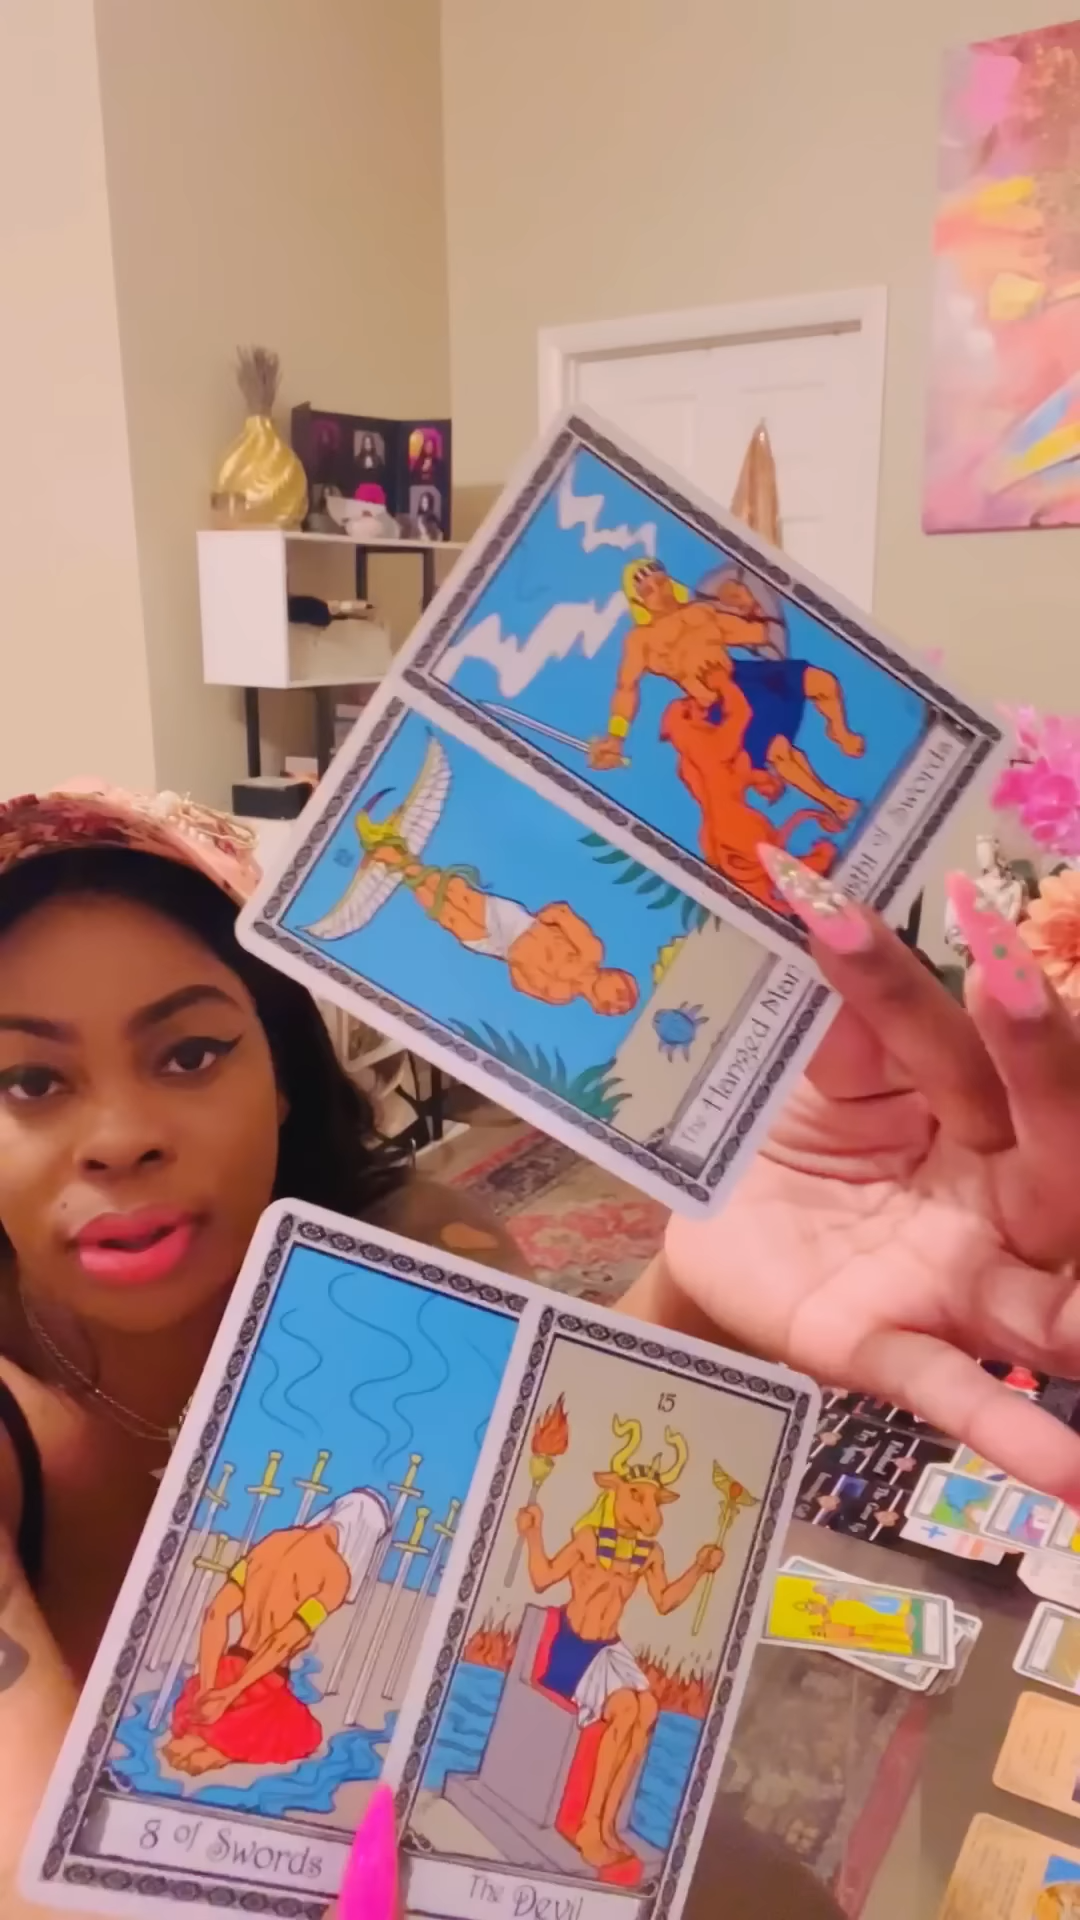 Knight of Swords
The Hanged Man
15
8 of Swords
The Devil